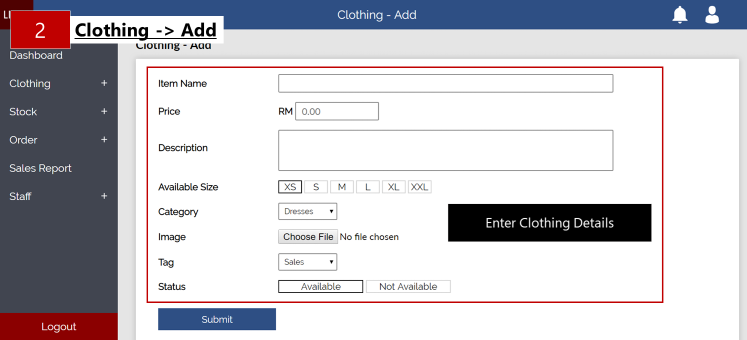 2 Clothing -> Add
Clothing - Add
Clothing - Add
Dashboard
Clothing +
Stock +
Order +
Sales Report
Staff +
Logout
Item Name
Price RM 0.00
Description
Available Size XS S M L XL XXL
Category Dresses
Image Choose File No file chosen
Tag Sales
Status Available Not Available
Enter Clothing Details
Submit